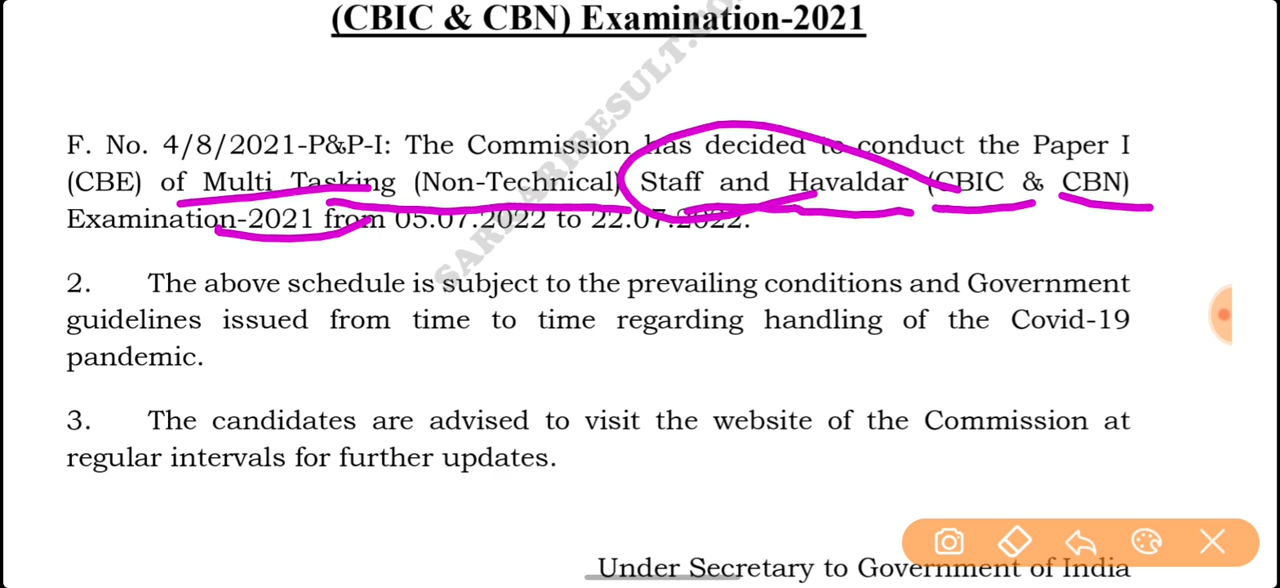 (CBIC & CBN) Examination-2021
F. No. 4/8/2021-P&P-I: The Commission has decided to conduct the Paper I
(CBE) of Multi Tasking (Non-Technical) Staff and Havaldar (CBIC & CBN)
Examination-2021 from 05.07.2022 to 22.07.2022.
2. The above schedule is subject to the prevailing conditions and Government
guidelines issued from time to time regarding handling of the Covid-19
pandemic.
3. The candidates are advised to visit the website of the Commission at
regular intervals for further updates.
Under Secretary to Government of India